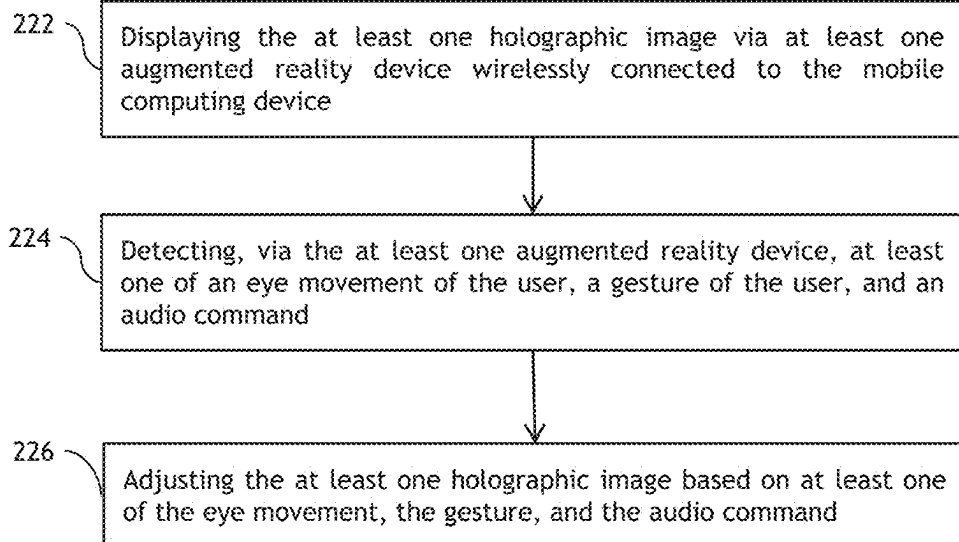 222
Displaying the at least one holographic image via at least one
augmented reality device wirelessly connected to the mobile
computing device
224
Detecting, via the at least one augmented reality device, at least
one of an eye movement of the user, a gesture of the user, and an
audio command
226
Adjusting the at least one holographic image based on at least one
of the eye movement, the gesture, and the audio command